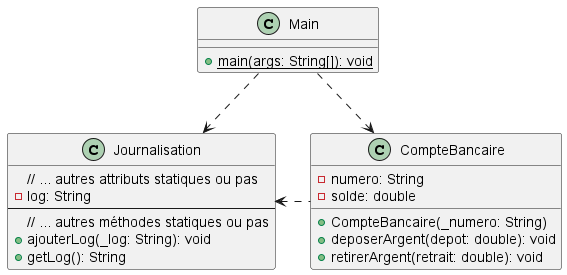 C Main
main(args: String[]): void
C Journalisation
// ... autres attributs statiques ou pas
log: String
// ... autres méthodes statiques ou pas
ajouterLog(_log: String): void
getLog(): String
C CompteBancaire
numero: String
solde: double
CompteBancaire(_numero: String)
deposerArgent(depot: double): void
retirerArgent(retrait: double): void